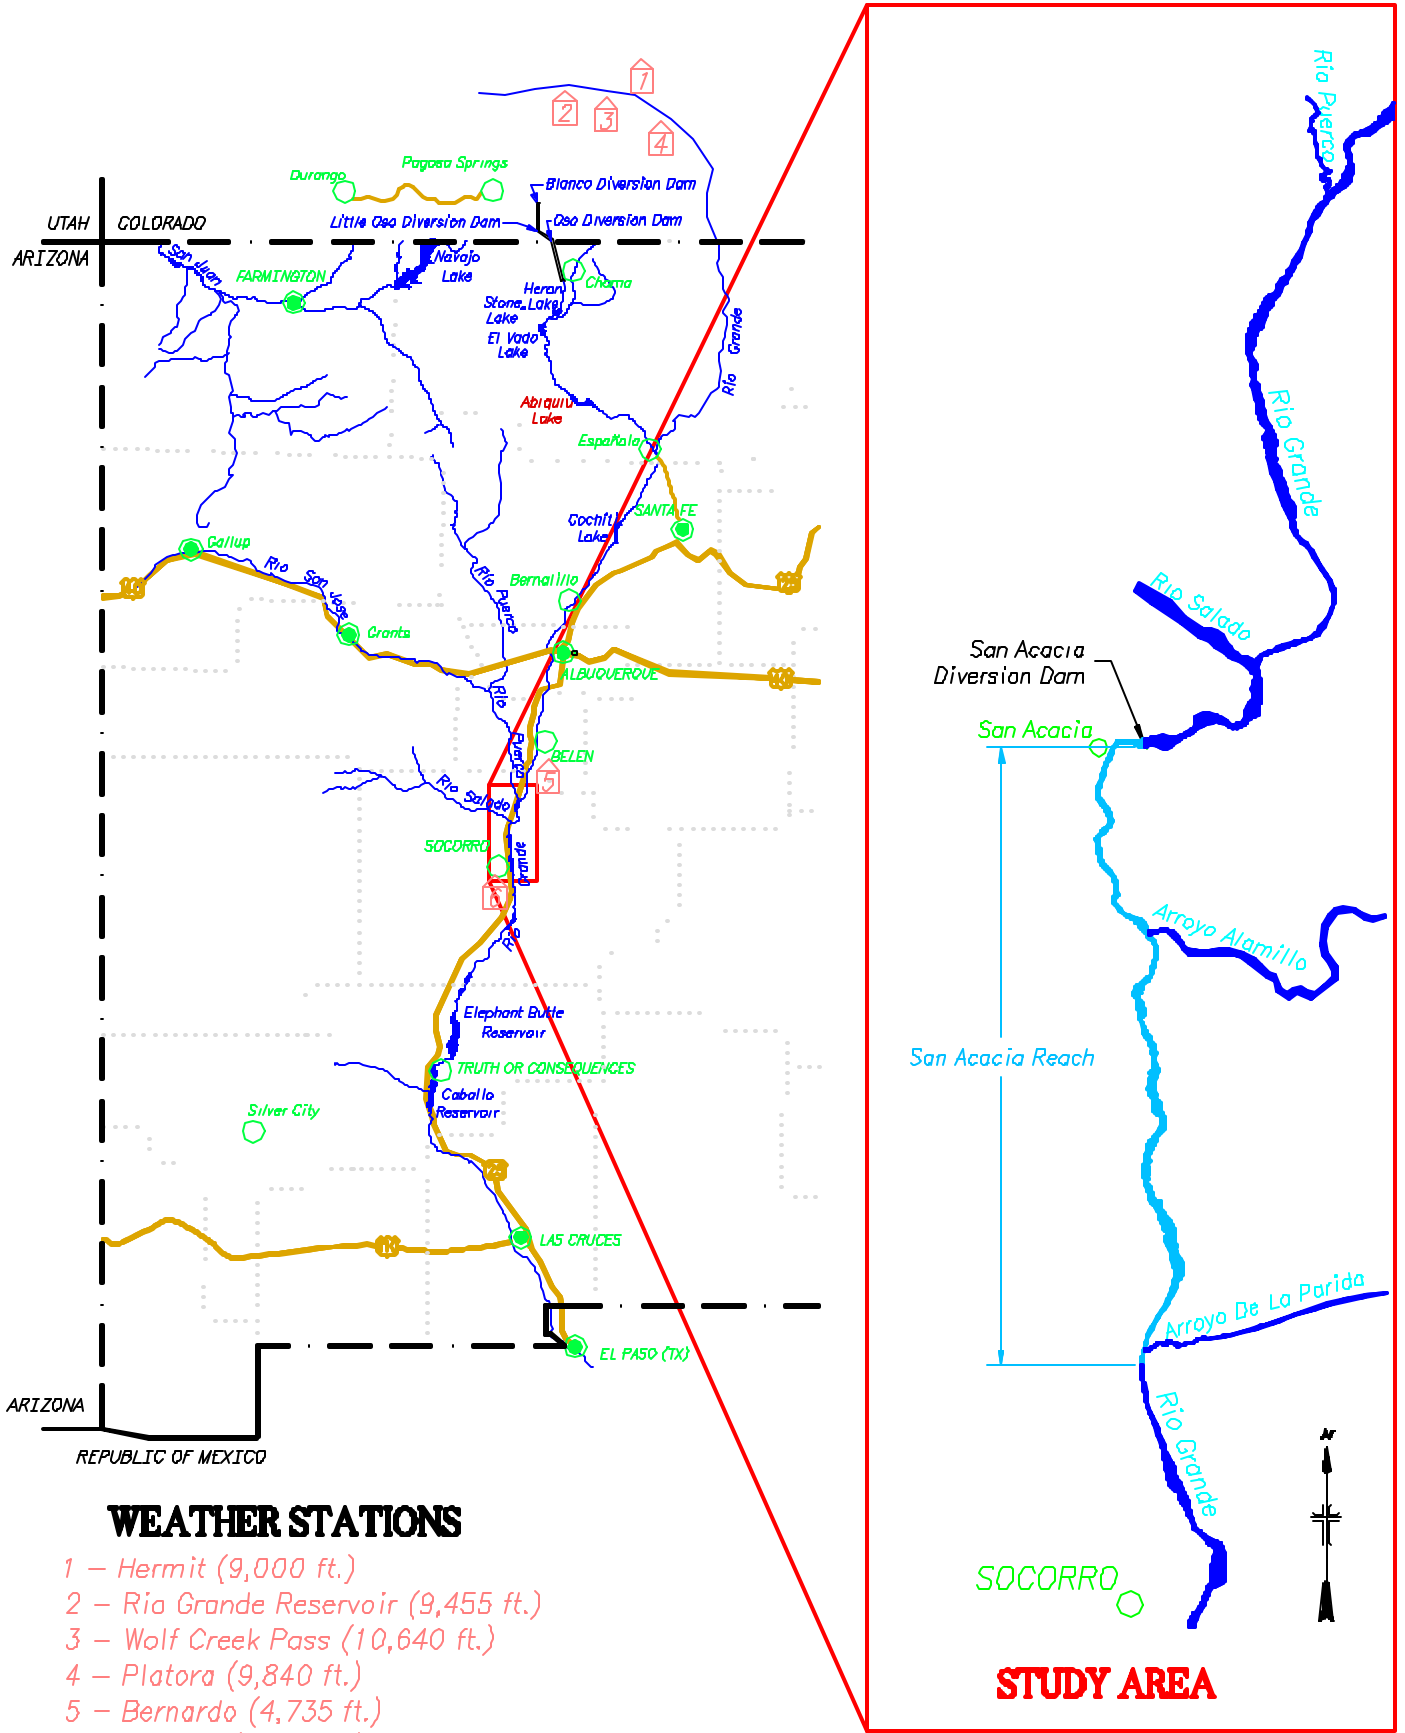 UTAH
COLORADO
ARIZONA
Durango
Pagosa Springs
1
2
3
4
Blanco Diversion Dam
Little Oso Diversion Dam
Oso Diversion Dam
San Juan
FARMINGTON
Navajo
Lake
Chama
Heron
Lake
Stone
Lake
El Vado
Lake
Rio Grande
Abiquiu
Lake
Española
SANTA FE
Cochiti
Lake
Gallup
Rio San Jose
Grants
Rio Puerco
Bernalillo
ALBUQUERQUE
Rio Puerco
BELEN
5
Rio Salado
SOCORRO
6
Rio Grande
Elephant Butte
Reservoir
TRUTH OR CONSEQUENCES
Caballo
Reservoir
Silver City
LAS CRUCES
EL PASO (TX)
ARIZONA
REPUBLIC OF MEXICO
WEATHER STATIONS
1 – Hermit (9,000 ft.)
2 – Rio Grande Reservoir (9,455 ft.)
3 – Wolf Creek Pass (10,640 ft.)
4 – Platora (9,840 ft.)
5 – Bernardo (4,735 ft.)
Rio Puerco
Rio Grande
Rio Salado
San Acacia
Diversion Dam
San Acacia
Arroyo Alamillo
San Acacia Reach
Arroyo De La Parida
Rio Grande
N
SOCORRO
STUDY AREA